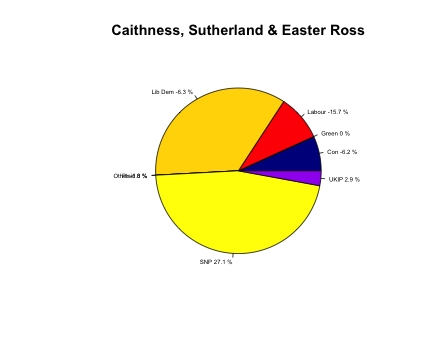 Caithness, Sutherland & Easter Ross
Lib Dem -6.3 %
Labour -15.7 %
Green 0 %
Con -6.2 %
UKIP 2.9 %
SNP 27.1 %